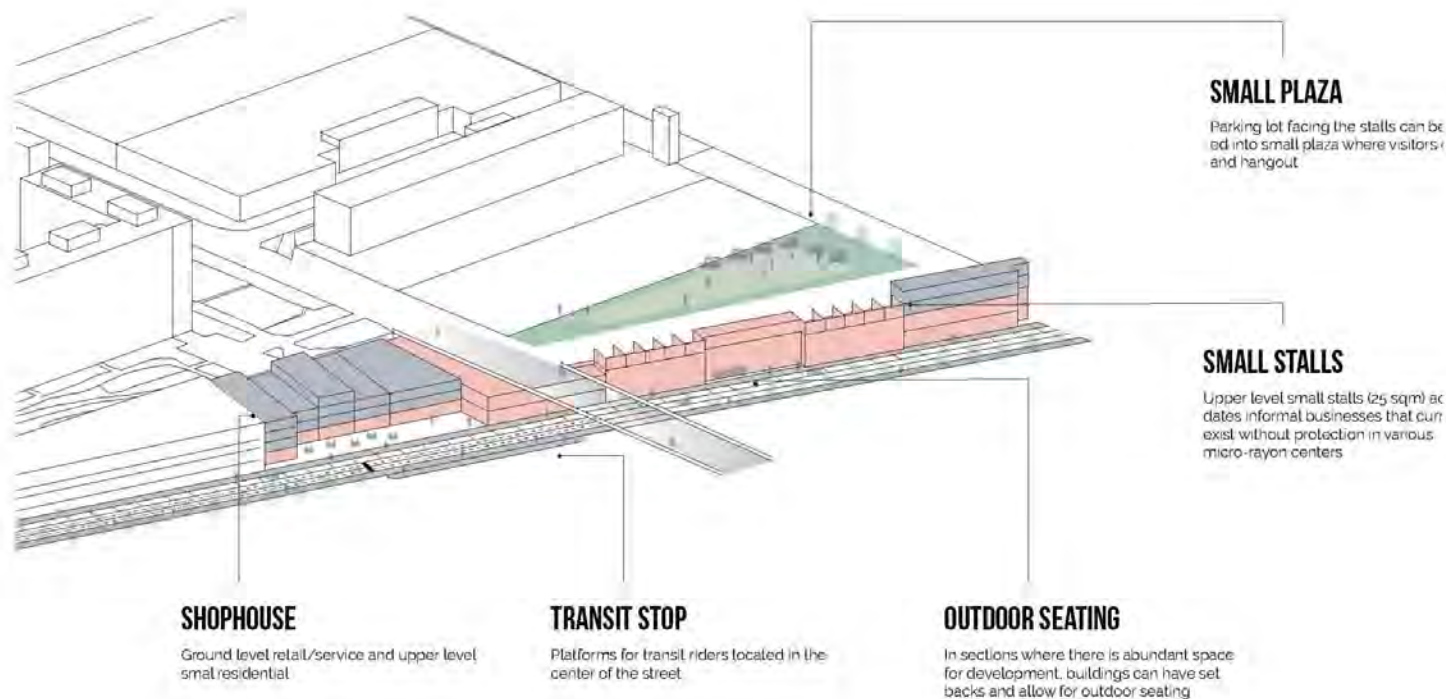 SMALL PLAZA
Parking lot facing the stalls can be
ed into small plaza where visitors
and hangout
SMALL STALLS
Upper level small stalls (25 sqm) ac
dates informal businesses that curr
exist without protection in various
micro-rayon centers
SHOPHOUSE
Ground level retail/service and upper level
smal residential
TRANSIT STOP
Platforms for transit riders located in the
center of the street
OUTDOOR SEATING
In sections where there is abundant space
for development, buildings can have set
backs and allow for outdoor seating